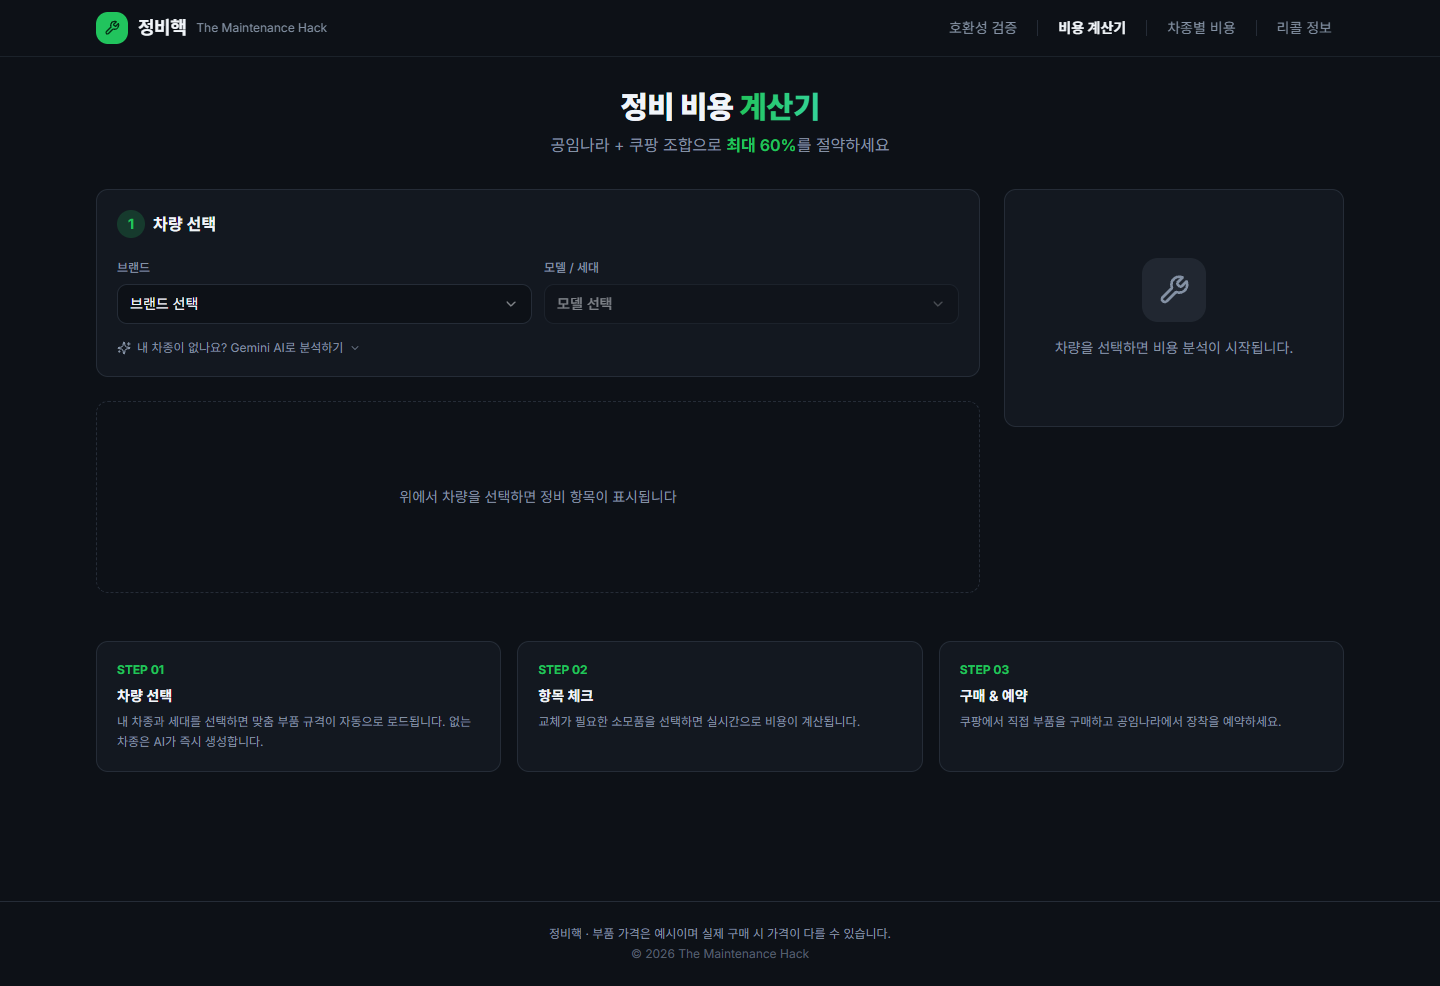 정비핵 The Maintenance Hack
호환성 검증
비용 계산기
차종별 비용
리콜 정보
정비 비용 계산기
공임나라 + 쿠팡 조합으로 최대 60%를 절약하세요
1 차량 선택
브랜드
브랜드 선택
모델 / 세대
모델 선택
내 차종이 없나요? Gemini AI로 분석하기
차량을 선택하면 비용 분석이 시작됩니다.
위에서 차량을 선택하면 정비 항목이 표시됩니다
STEP 01
차량 선택
내 차종과 세대를 선택하면 맞춤 부품 규격이 자동으로 로드됩니다. 없는
차종은 AI가 즉시 생성합니다.
STEP 02
항목 체크
교체가 필요한 소모품을 선택하면 실시간으로 비용이 계산됩니다.
STEP 03
구매 & 예약
쿠팡에서 직접 부품을 구매하고 공임나라에서 장착을 예약하세요.
정비핵 · 부품 가격은 예시이며 실제 구매 시 가격이 다를 수 있습니다.
© 2026 The Maintenance Hack